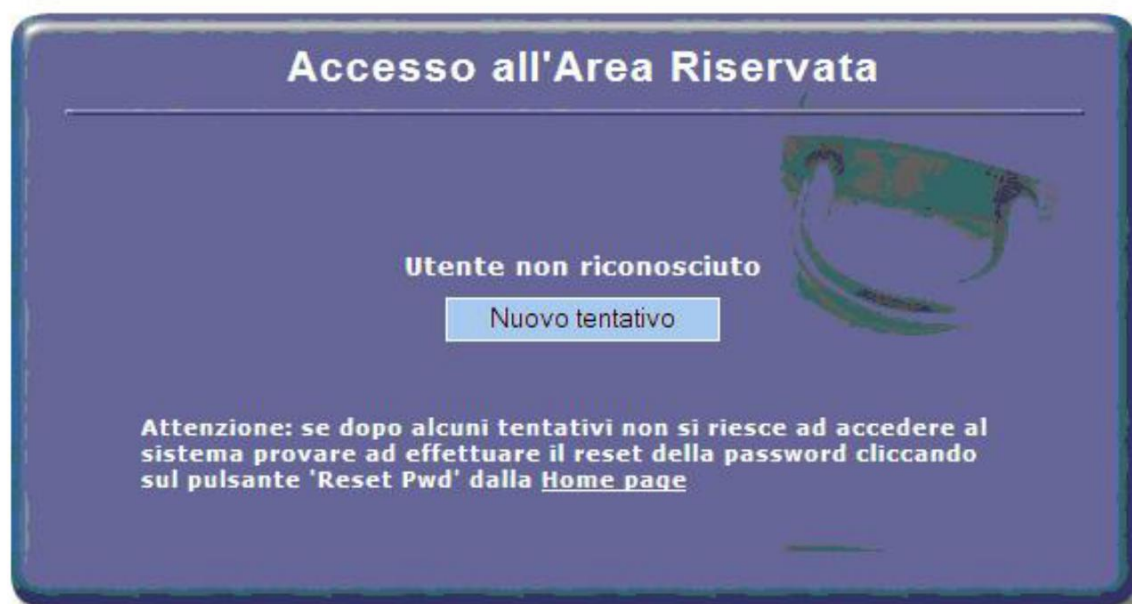 Accesso all'Area Riservata
Utente non riconosciuto
Nuovo tentativo
Attenzione: se dopo alcuni tentativi non si riesce ad accedere al
sistema provare ad effettuare il reset della password cliccando
sul pulsante 'Reset Pwd' dalla Home page